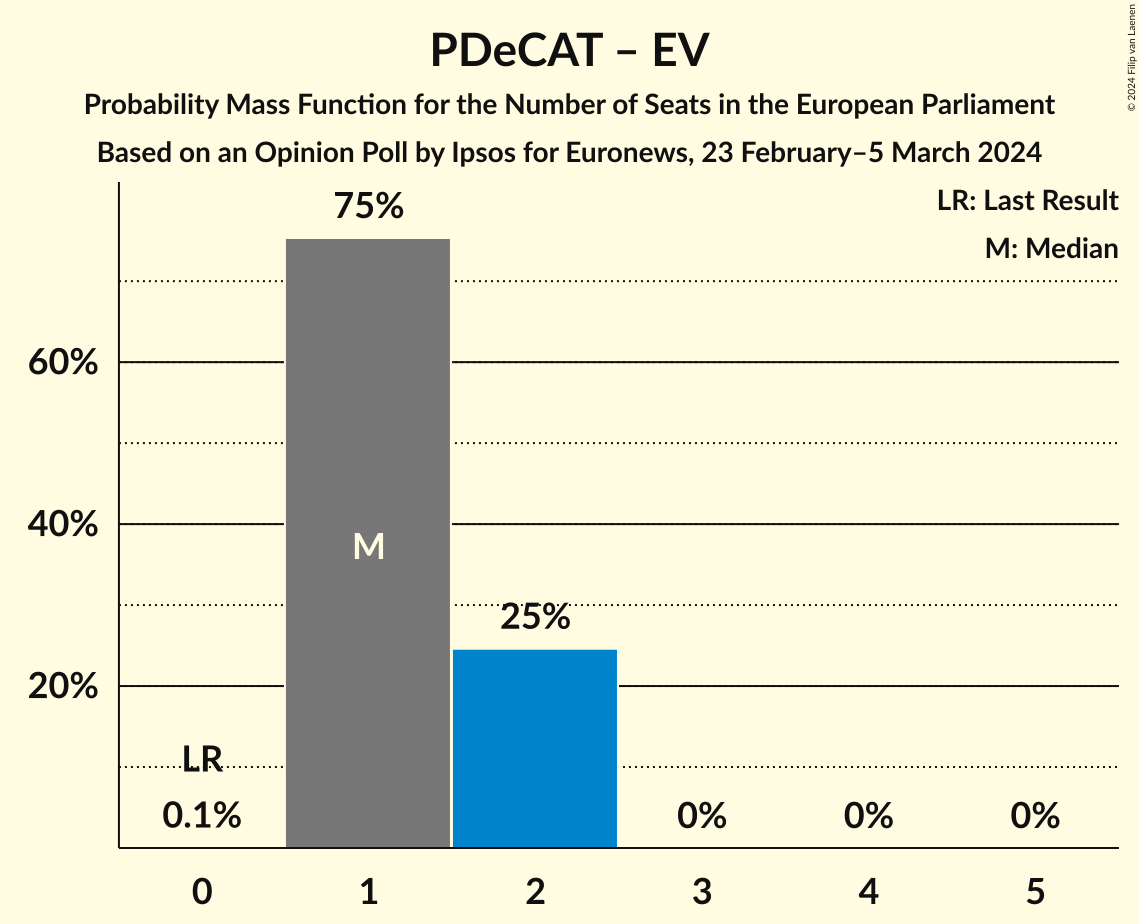 PDeCAT – EV
Probability Mass Function for the Number of Seats in the European Parliament
Based on an Opinion Poll by Ipsos for Euronews, 23 February–5 March 2024
© 2024 Filip van Laenen
LR: Last Result
M: Median
75%
60%
40%
M
25%
20%
LR
0.1%
0%
0%
0%
0
1
2
3
4
5